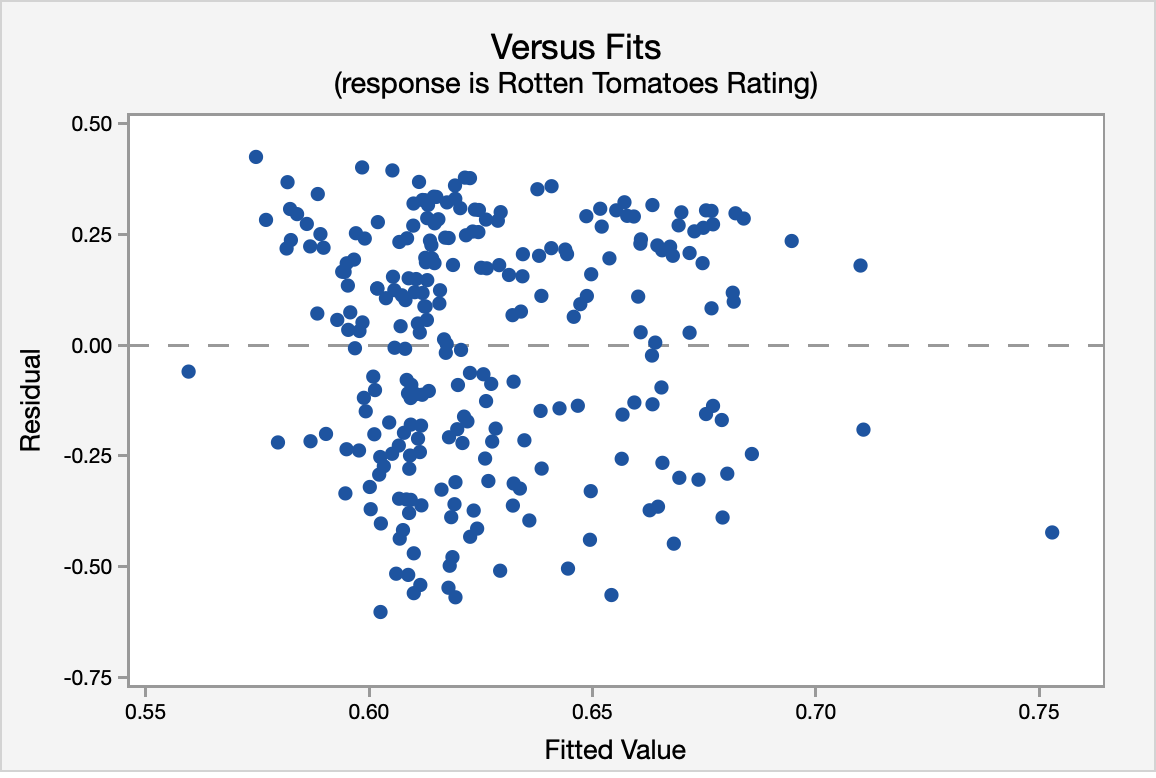 Versus Fits
(response is Rotten Tomatoes Rating)
0.50
0.25
0.00
-0.25
-0.50
-0.75
Residual
0.55 0.60 0.65 0.70 0.75
Fitted Value